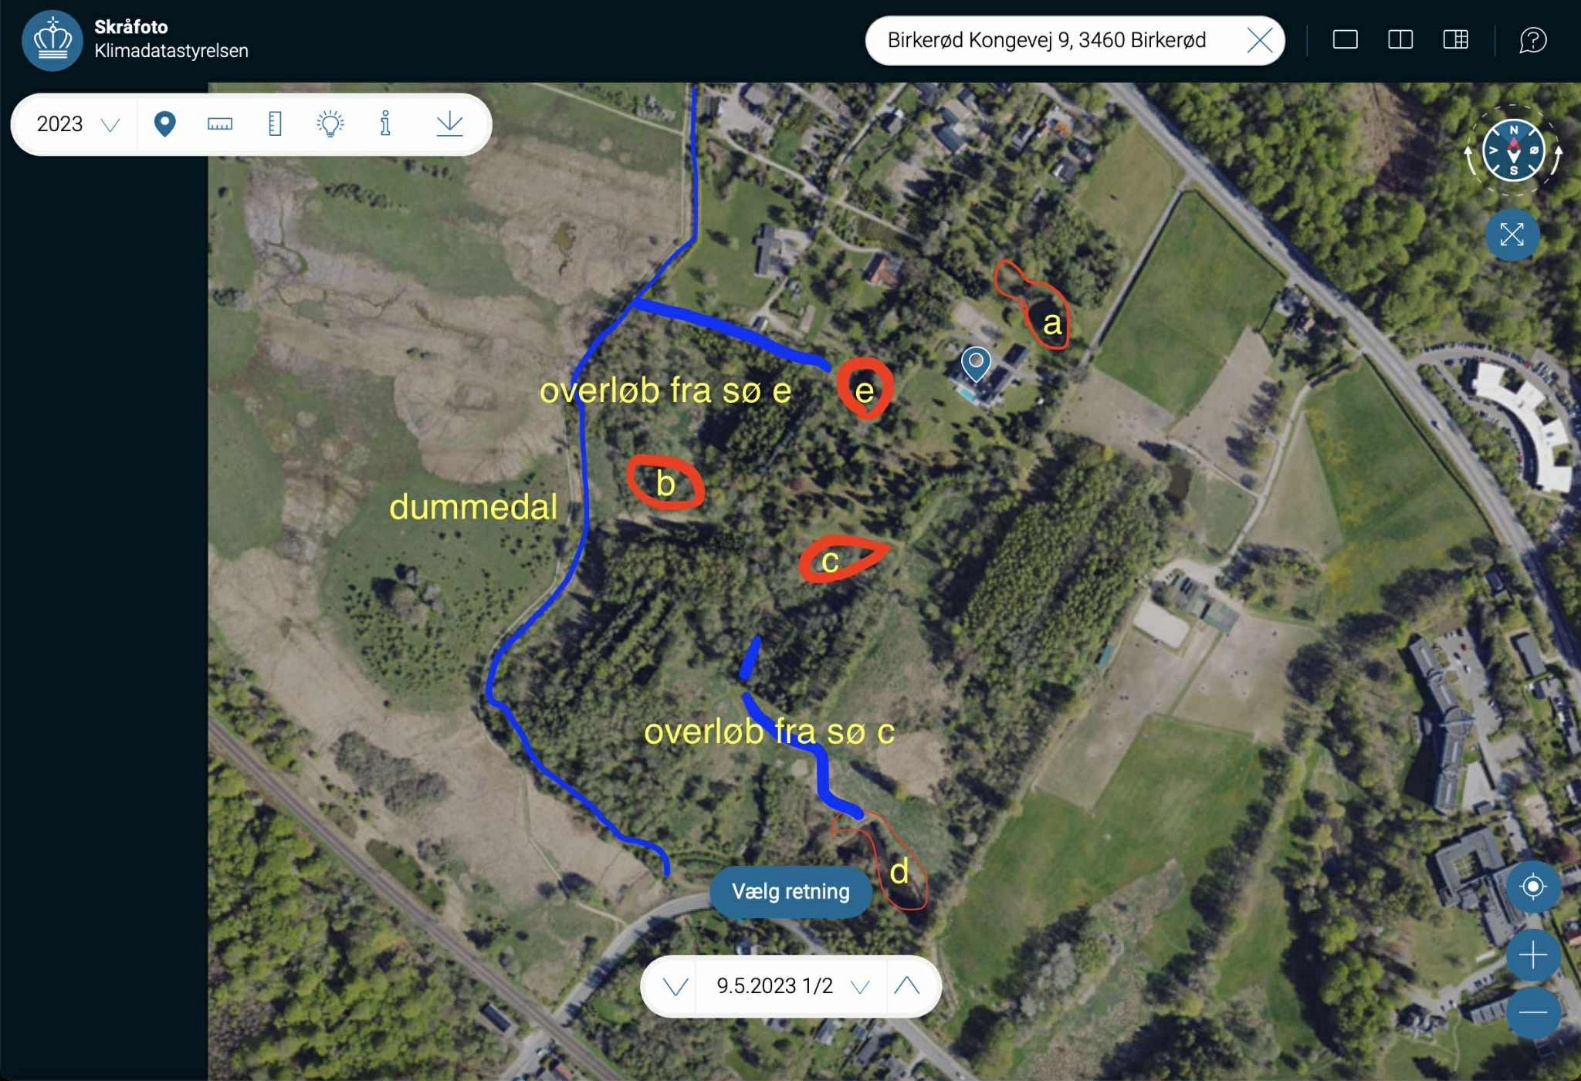 Skråfoto
Klimadatastyrelsen
Birkerød Kongevej 9, 3460 Birkerød
2023
N
Ø
S
V
a
overløb fra sø e
e
b
dummedal
c
overløb fra sø c
d
Vælg retning
9.5.2023 1/2